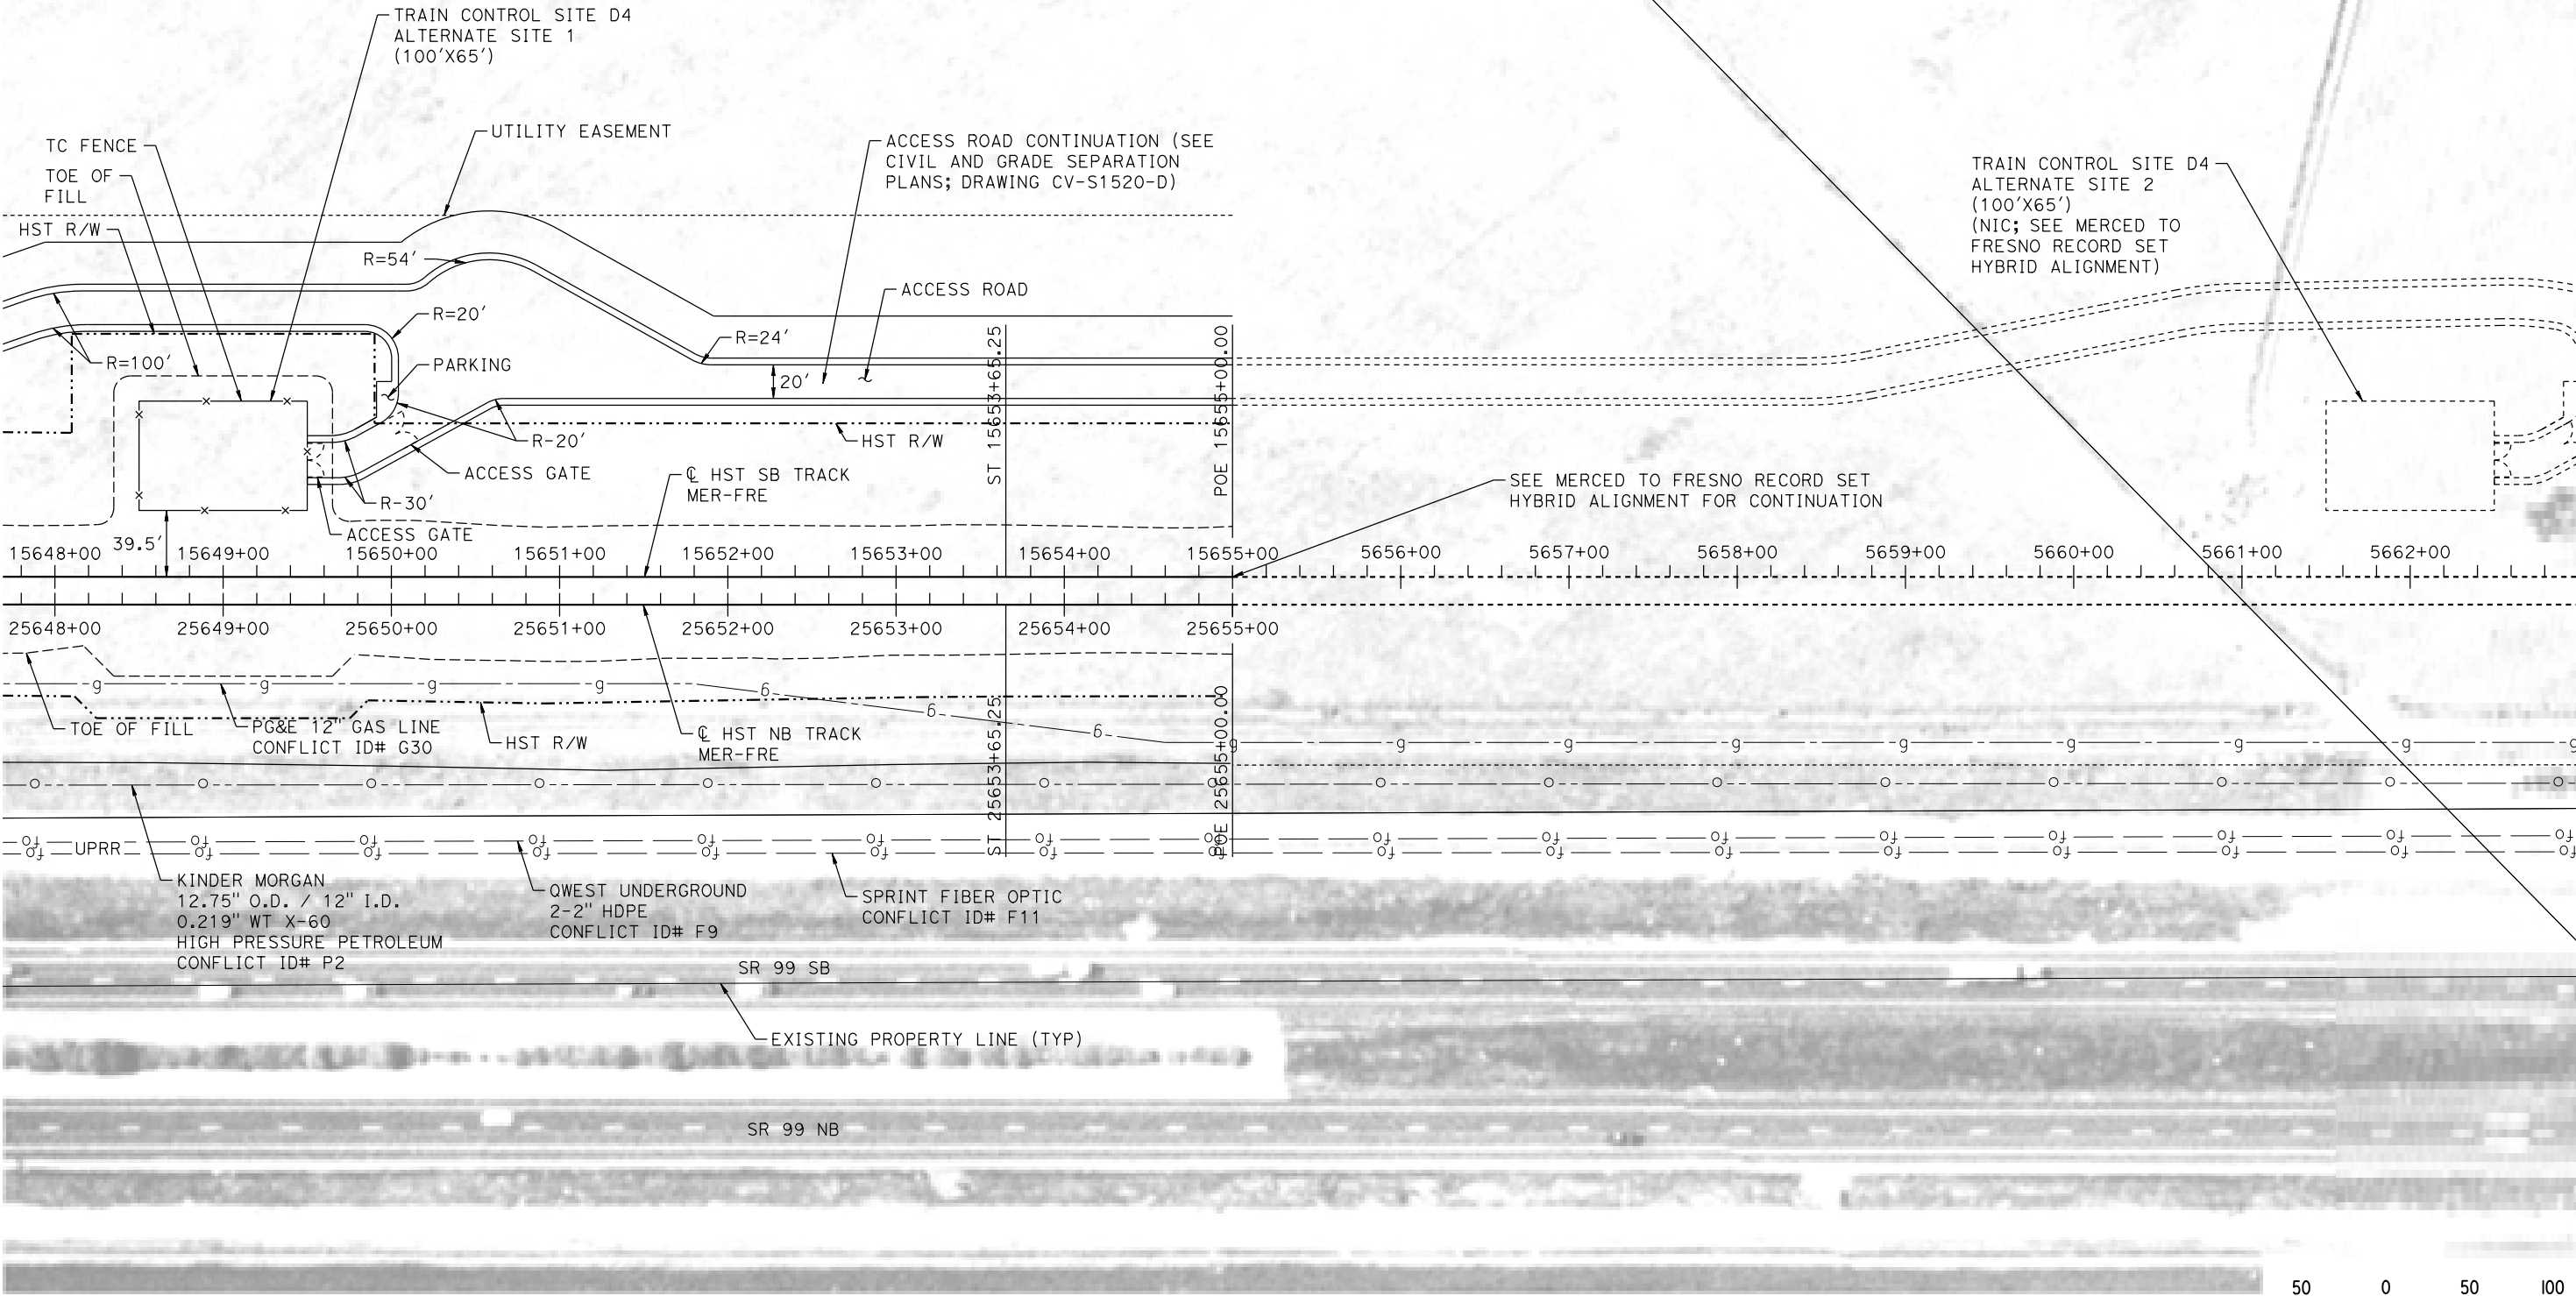 TRAIN CONTROL SITE D4
ALTERNATE SITE 1
(100'X65')
UTILITY EASEMENT
TC FENCE
TOE OF
FILL
HST R/W
ACCESS ROAD CONTINUATION (SEE
CIVIL AND GRADE SEPARATION
PLANS; DRAWING CV-S1520-D)
TRAIN CONTROL SITE D4
ALTERNATE SITE 2
(100'X65')
(NIC; SEE MERCED TO
FRESNO RECORD SET
HYBRID ALIGNMENT)
R=54'
ACCESS ROAD
R=20'
R=24'
R=100'
PARKING
20'
R-20'
HST R/W
ACCESS GATE
R-30'
ACCESS GATE
39.5'
℄ HST SB TRACK
MER-FRE
ST 15653+65.25
POE 15655+00.00
SEE MERCED TO FRESNO RECORD SET
HYBRID ALIGNMENT FOR CONTINUATION
15648+00 15649+00 15650+00 15651+00 15652+00 15653+00 15654+00 15655+00 5656+00 5657+00 5658+00 5659+00 5660+00 5661+00 5662+00
25648+00 25649+00 25650+00 25651+00 25652+00 25653+00 25654+00 25655+00
g g g g g g g g g g g g g g g g
TOE OF FILL
PG&E 12" GAS LINE
CONFLICT ID# G30
HST R/W
℄ HST NB TRACK
MER-FRE
ST 25653+65.25
POE 25655+00.00
UPRR
KINDER MORGAN
12.75" O.D. / 12" I.D.
0.219" WT X-60
HIGH PRESSURE PETROLEUM
CONFLICT ID# P2
QWEST UNDERGROUND
2-2" HDPE
CONFLICT ID# F9
SPRINT FIBER OPTIC
CONFLICT ID# F11
SR 99 SB
EXISTING PROPERTY LINE (TYP)
SR 99 NB
50 0 50 100